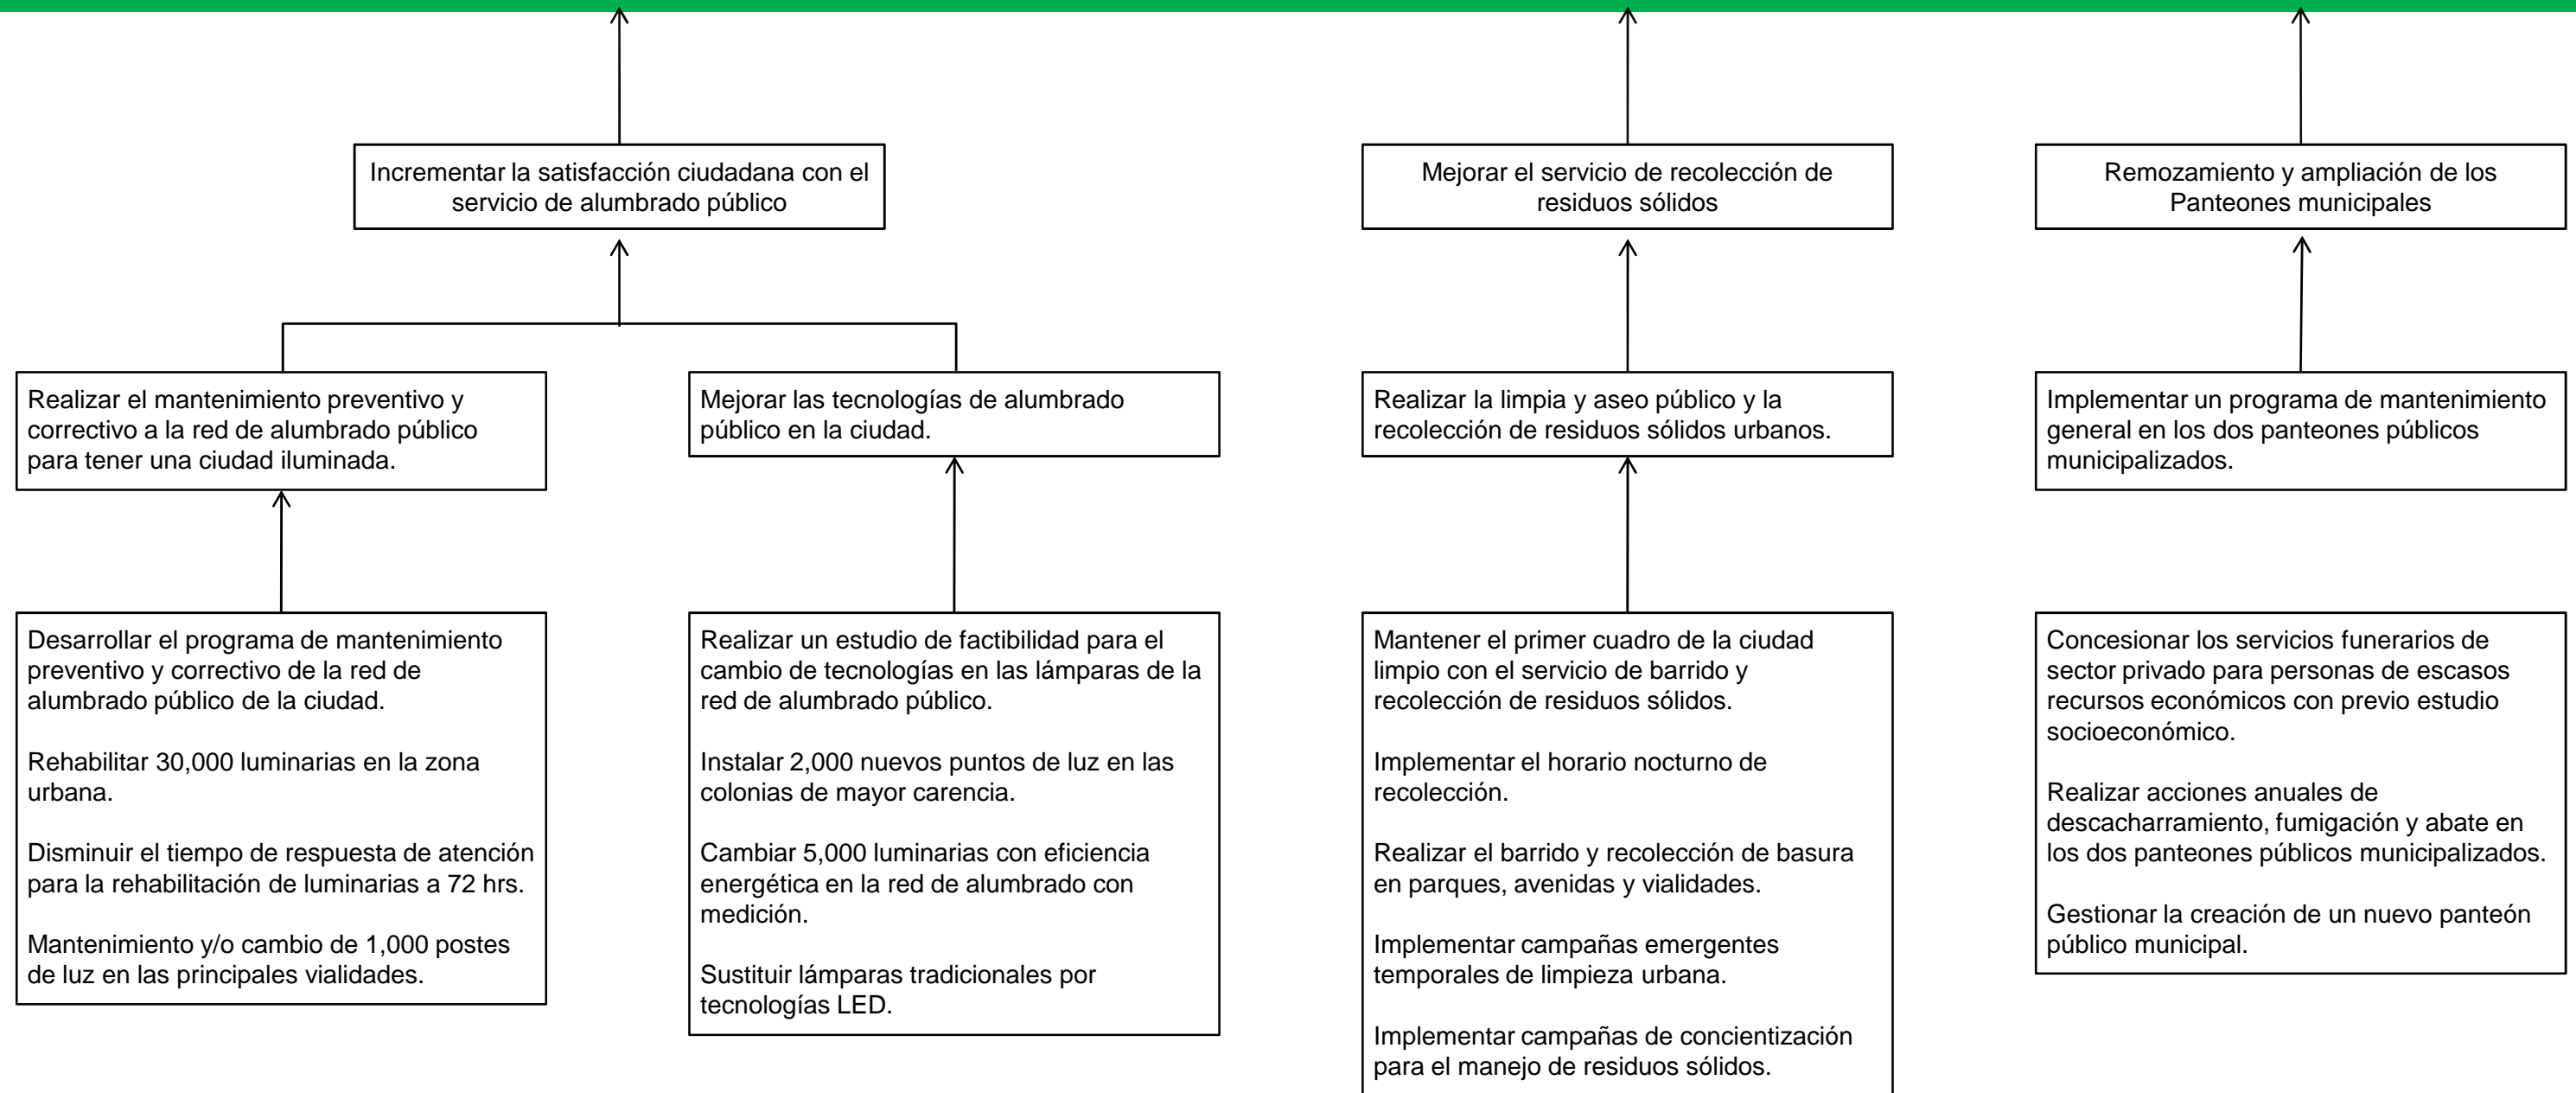 Incrementar la satisfacción ciudadana con el
servicio de alumbrado público
Mejorar el servicio de recolección de
residuos sólidos
Remozamiento y ampliación de los
Panteones municipales
Realizar el mantenimiento preventivo y
correctivo a la red de alumbrado público
para tener una ciudad iluminada.
Mejorar las tecnologías de alumbrado
público en la ciudad.
Realizar la limpia y aseo público y la
recolección de residuos sólidos urbanos.
Implementar un programa de mantenimiento
general en los dos panteones públicos
municipalizados.
Desarrollar el programa de mantenimiento
preventivo y correctivo de la red de
alumbrado público de la ciudad.
Rehabilitar 30,000 luminarias en la zona
urbana.
Disminuir el tiempo de respuesta de atención
para la rehabilitación de luminarias a 72 hrs.
Mantenimiento y/o cambio de 1,000 postes
de luz en las principales vialidades.
Realizar un estudio de factibilidad para el
cambio de tecnologías en las lámparas de la
red de alumbrado público.
Instalar 2,000 nuevos puntos de luz en las
colonias de mayor carencia.
Cambiar 5,000 luminarias con eficiencia
energética en la red de alumbrado con
medición.
Sustituir lámparas tradicionales por
tecnologías LED.
Mantener el primer cuadro de la ciudad
limpio con el servicio de barrido y
recolección de residuos sólidos.
Implementar el horario nocturno de
recolección.
Realizar el barrido y recolección de basura
en parques, avenidas y vialidades.
Implementar campañas emergentes
temporales de limpieza urbana.
Implementar campañas de concientización
para el manejo de residuos sólidos.
Concesionar los servicios funerarios de
sector privado para personas de escasos
recursos económicos con previo estudio
socioeconómico.
Realizar acciones anuales de
descacharramiento, fumigación y abate en
los dos panteones públicos municipalizados.
Gestionar la creación de un nuevo panteón
público municipal.